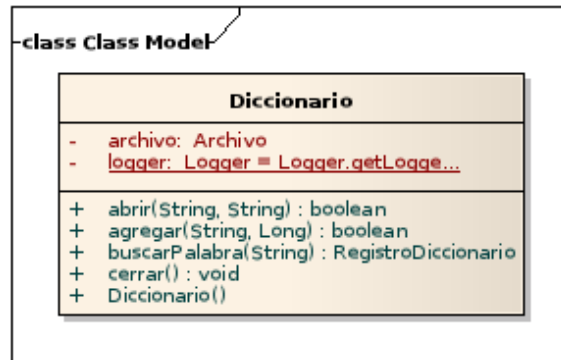 class Class Model
Diccionario
- archivo: Archivo
- logger: Logger = Logger.getLogge...
+ abrir(String, String) : boolean
+ agregar(String, Long) : boolean
+ buscarPalabra(String) : RegistroDiccionario
+ cerrar() : void
+ Diccionario()